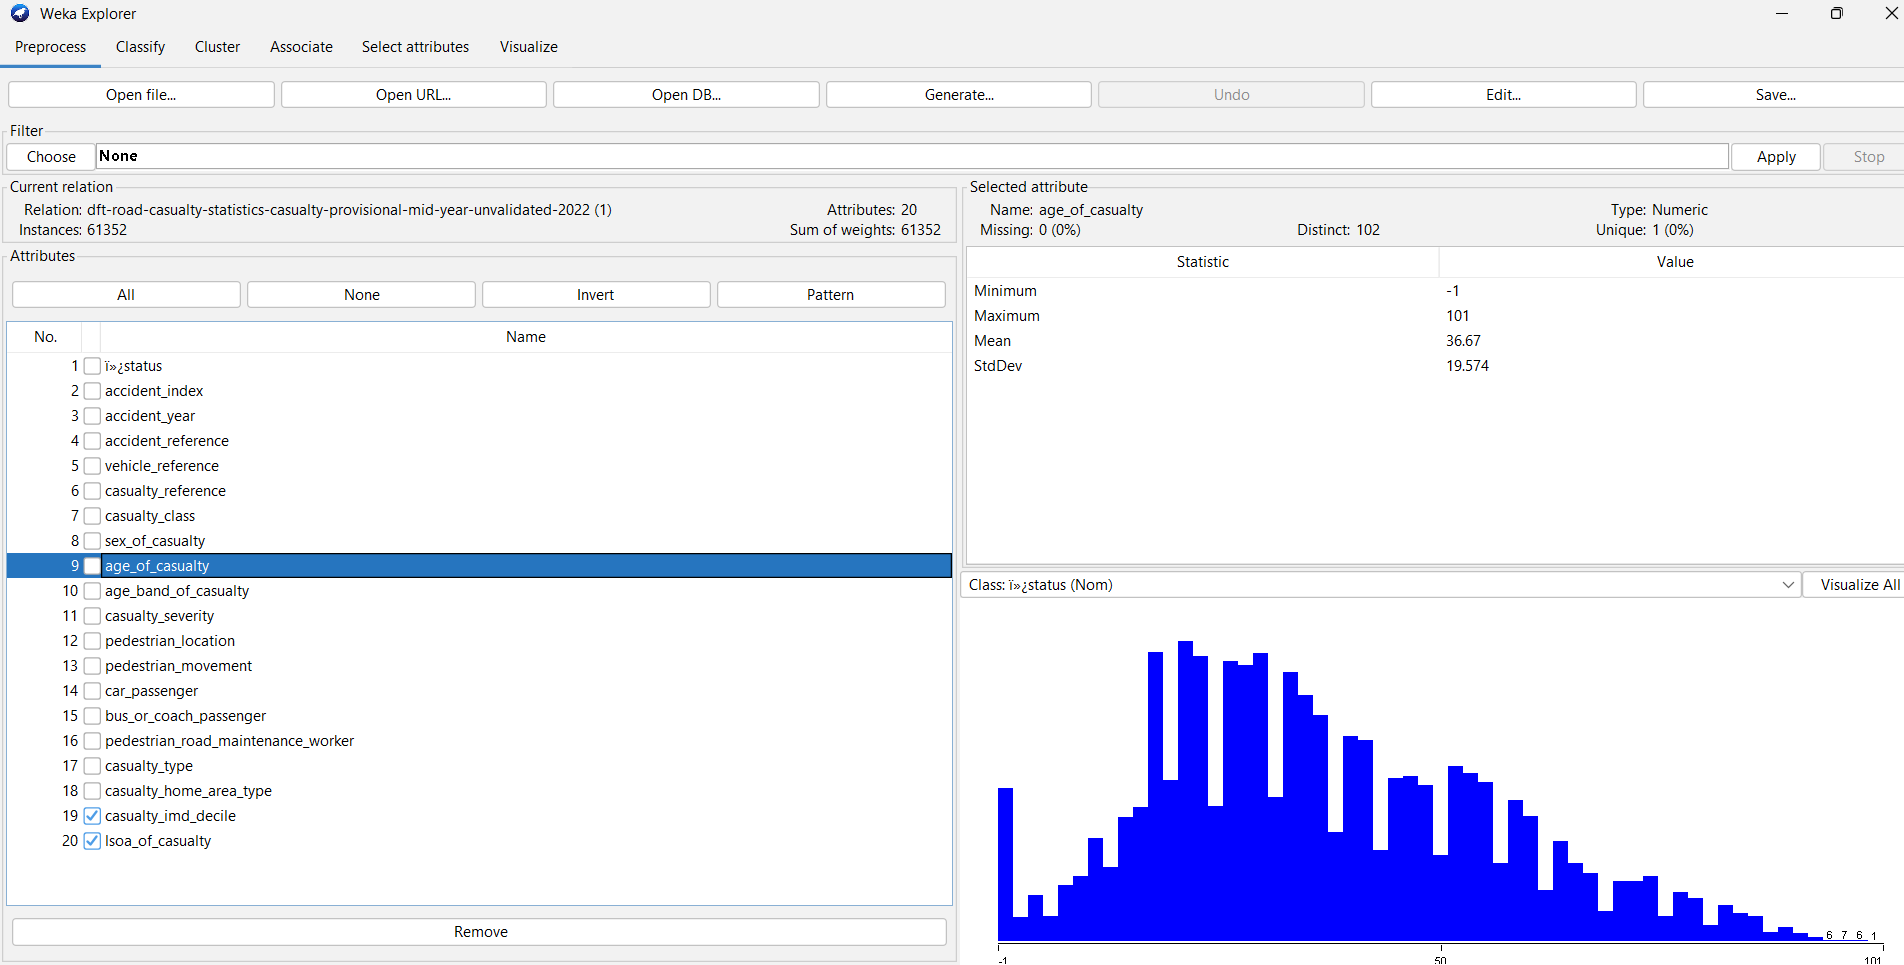 Weka Explorer
Preprocess Classify Cluster Associate Select attributes Visualize
Open file... Open URL... Open DB... Generate... Undo Edit... Save...
Filter
Choose None Apply Stop
Current relation
Relation: dft-road-casualty-statistics-casualty-provisional-mid-year-unvalidated-2022 (1) Attributes: 20
Instances: 61352 Sum of weights: 61352
Attributes
All None Invert Pattern
No. Name
1 ï»¿status
2 accident_index
3 accident_year
4 accident_reference
5 vehicle_reference
6 casualty_reference
7 casualty_class
8 sex_of_casualty
9 age_of_casualty
10 age_band_of_casualty
11 casualty_severity
12 pedestrian_location
13 pedestrian_movement
14 car_passenger
15 bus_or_coach_passenger
16 pedestrian_road_maintenance_worker
17 casualty_type
18 casualty_home_area_type
19 casualty_imd_decile
20 lsoa_of_casualty
Remove
Selected attribute
Name: age_of_casualty Type: Numeric
Missing: 0 (0%) Distinct: 102 Unique: 1 (0%)
Statistic Value
Minimum -1
Maximum 101
Mean 36.67
StdDev 19.574
Class: ï»¿status (Nom) Visualize All
6 7 6 1
-1 50 101